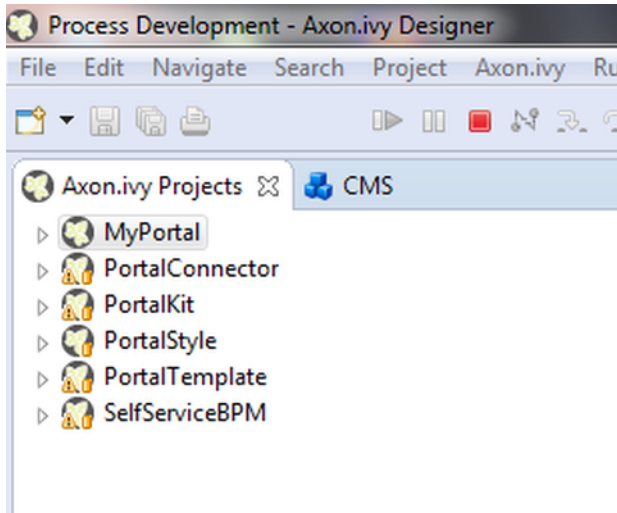 Process Development - Axon.ivy Designer
File Edit Navigate Search Project Axon.ivy
Axon.ivy Projects CMS
MyPortal
PortalConnector
PortalKit
PortalStyle
PortalTemplate
SelfServiceBPM